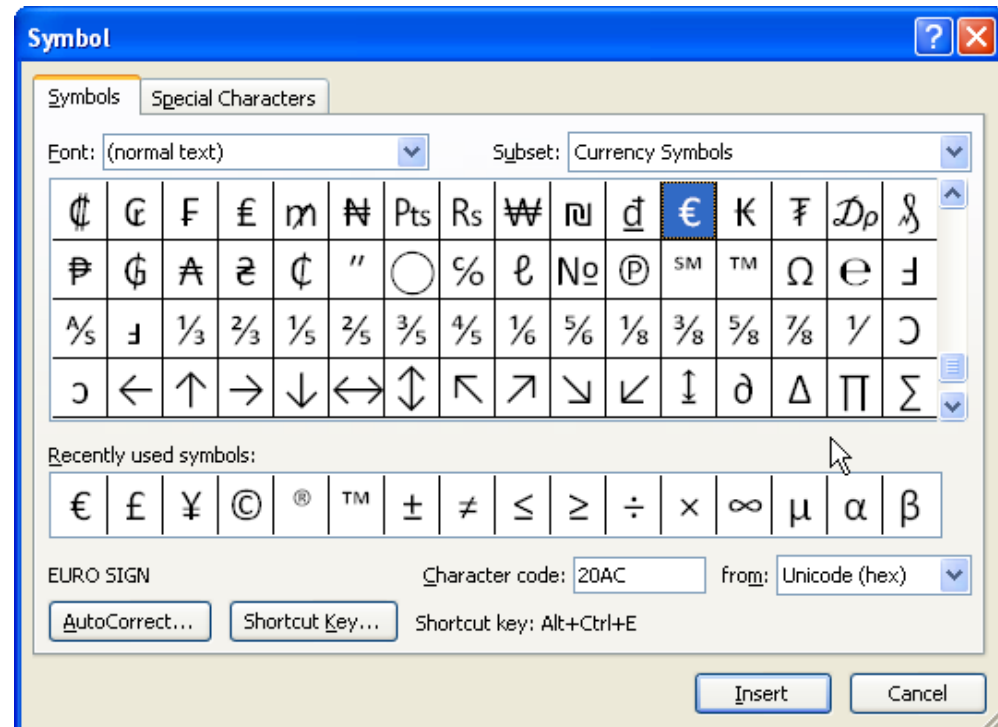 Symbol
Symbols Special Characters
Font: (normal text) Subset: Currency Symbols
₡ ₢ ₣ ₤ ₥ ₦ ₧ ₨ ₩ ₪ ₫ € ₭ ₮ ₯ ₰
₱ ₲ ₳ ₴ ₵ ″ ◯ ℅ ℓ № ℗ ℠ ™ Ω ℮ Ⅎ
⅍ ⅎ ⅓ ⅔ ⅕ ⅖ ⅗ ⅘ ⅙ ⅚ ⅛ ⅜ ⅝ ⅞ ⅟ Ↄ
ↄ ← ↑ → ↓ ↔ ↕ ↖ ↗ ↘ ↙ ↨ ∂ ∆ ∏ ∑
Recently used symbols:
€ £ ¥ © ® ™ ± ≠ ≤ ≥ ÷ × ∞ µ α β
EURO SIGN Character code: 20AC from: Unicode (hex)
AutoCorrect... Shortcut Key... Shortcut key: Alt+Ctrl+E
Insert Cancel